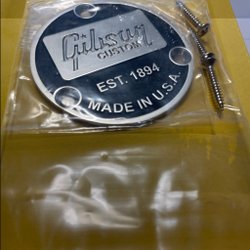 Gibson
CUSTOM
EST. 1894
MADE IN U.S.A.